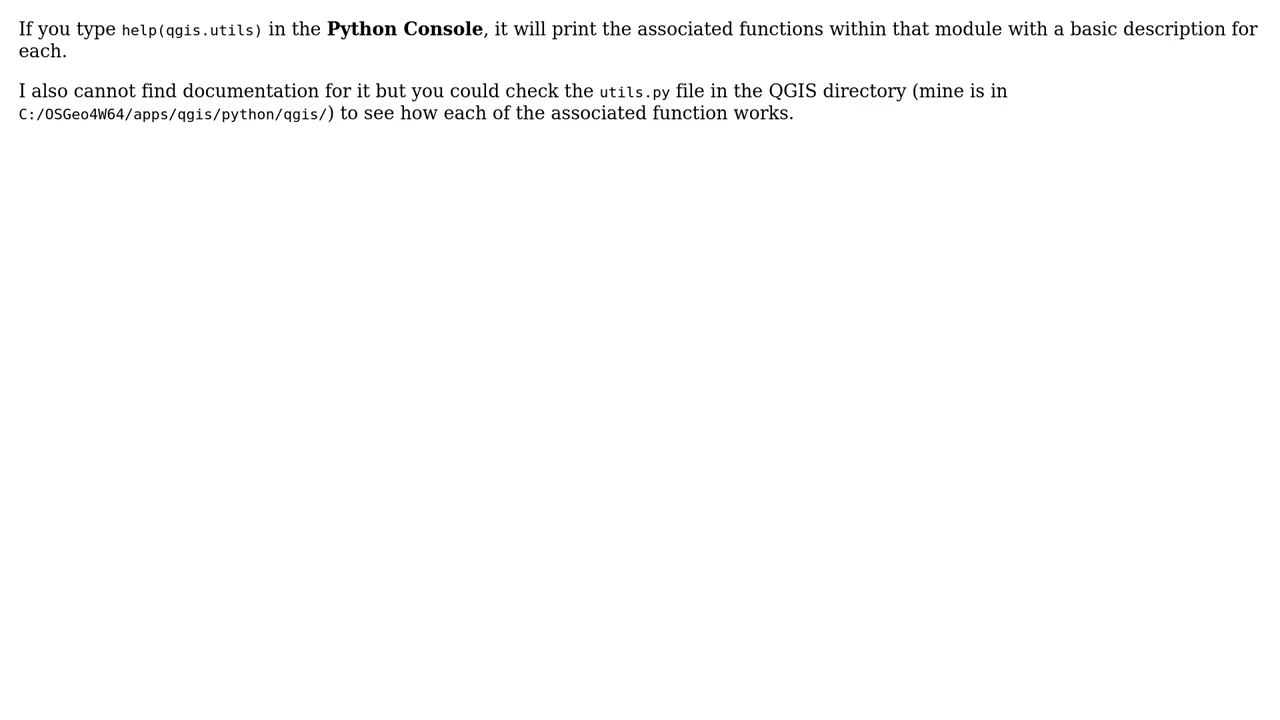 If you type help(qgis.utils) in the Python Console, it will print the associated functions within that module with a basic description for
each.
I also cannot find documentation for it but you could check the utils.py file in the QGIS directory (mine is in
C:/OSGeo4W64/apps/qgis/python/qgis/) to see how each of the associated function works.